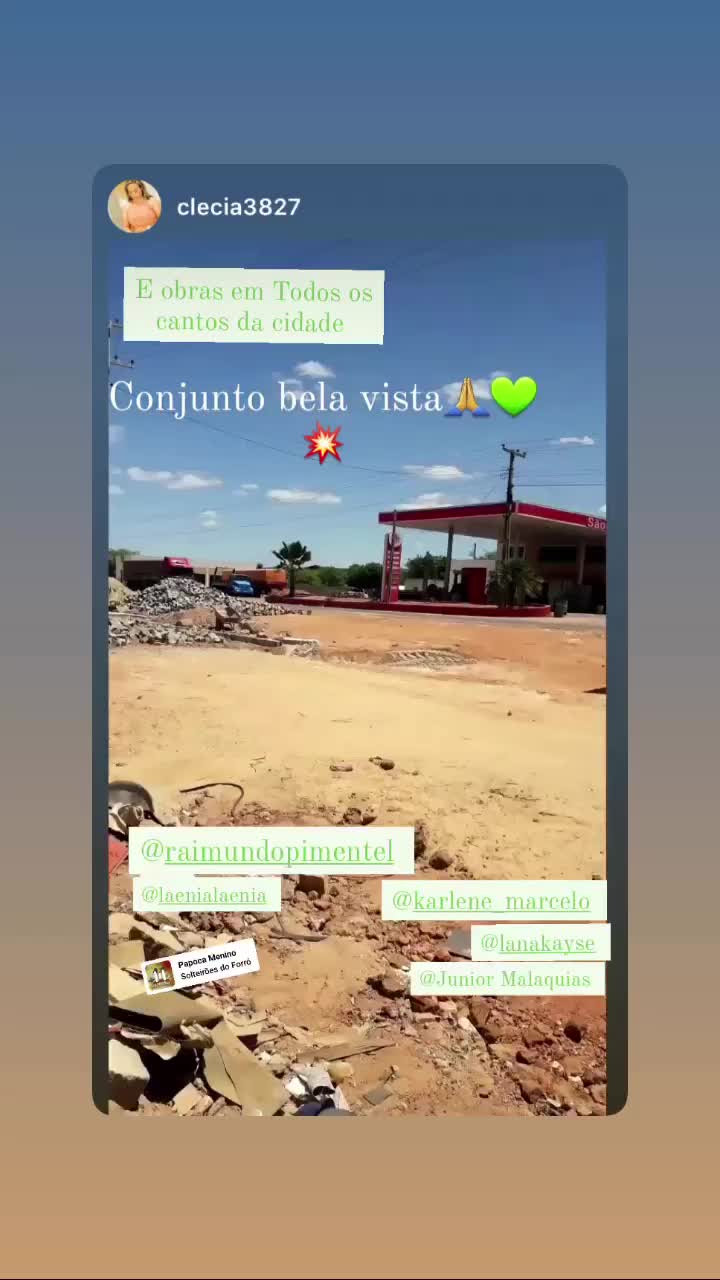 clecia3827
E obras em Todos os
cantos da cidade
Conjunto bela vista🙏💚
💥
São
@raimundopimentel
@laenialaenia
@karlene_marcelo
@lanakayse
@Junior Malaquias
Papoca Menino
Solteirões do Forró